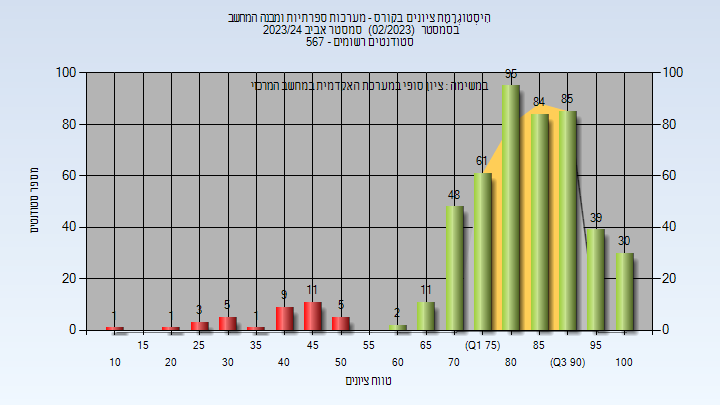 היסטוגרמת ציונים בקורס - מערכות ספרתיות ומבנה המחשב
בסמסטר (02/2023) סמסטר אביב 2023/24
סטודנטים רשומים - 567
במשימה : ציון סופי במערכת האקדמית במחשב המרכזי
מספר סטודנטים
100 80 60 40 20 0
100 80 60 40 20 0
1 1 3 5 1 9 11 5 2 11 48 61 95 84 85 39 30
15 25 35 45 55 65 (Q1 75) 85 95
10 20 30 40 50 60 70 80 (Q3 90) 100
טווח ציונים